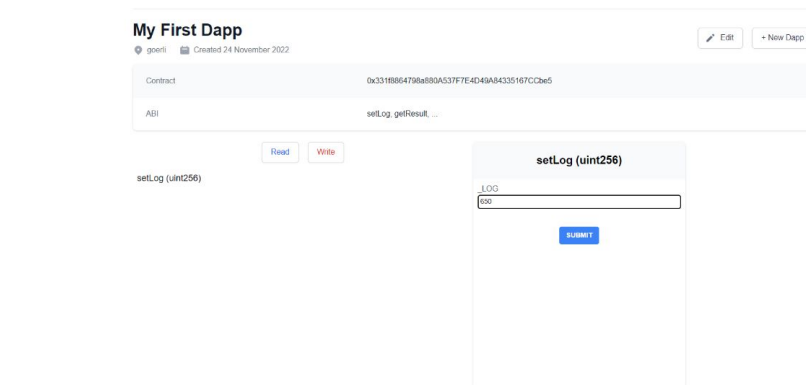 My First Dapp
Edit
+ New Dapp
goerli Created 24 November 2022
Contract 0x331f8864798a880A537F7E4D49A84335167CCbe5
ABI setLog, getResult, ...
Read Write
setLog (uint256)
setLog (uint256)
_LOG
650
SUBMIT